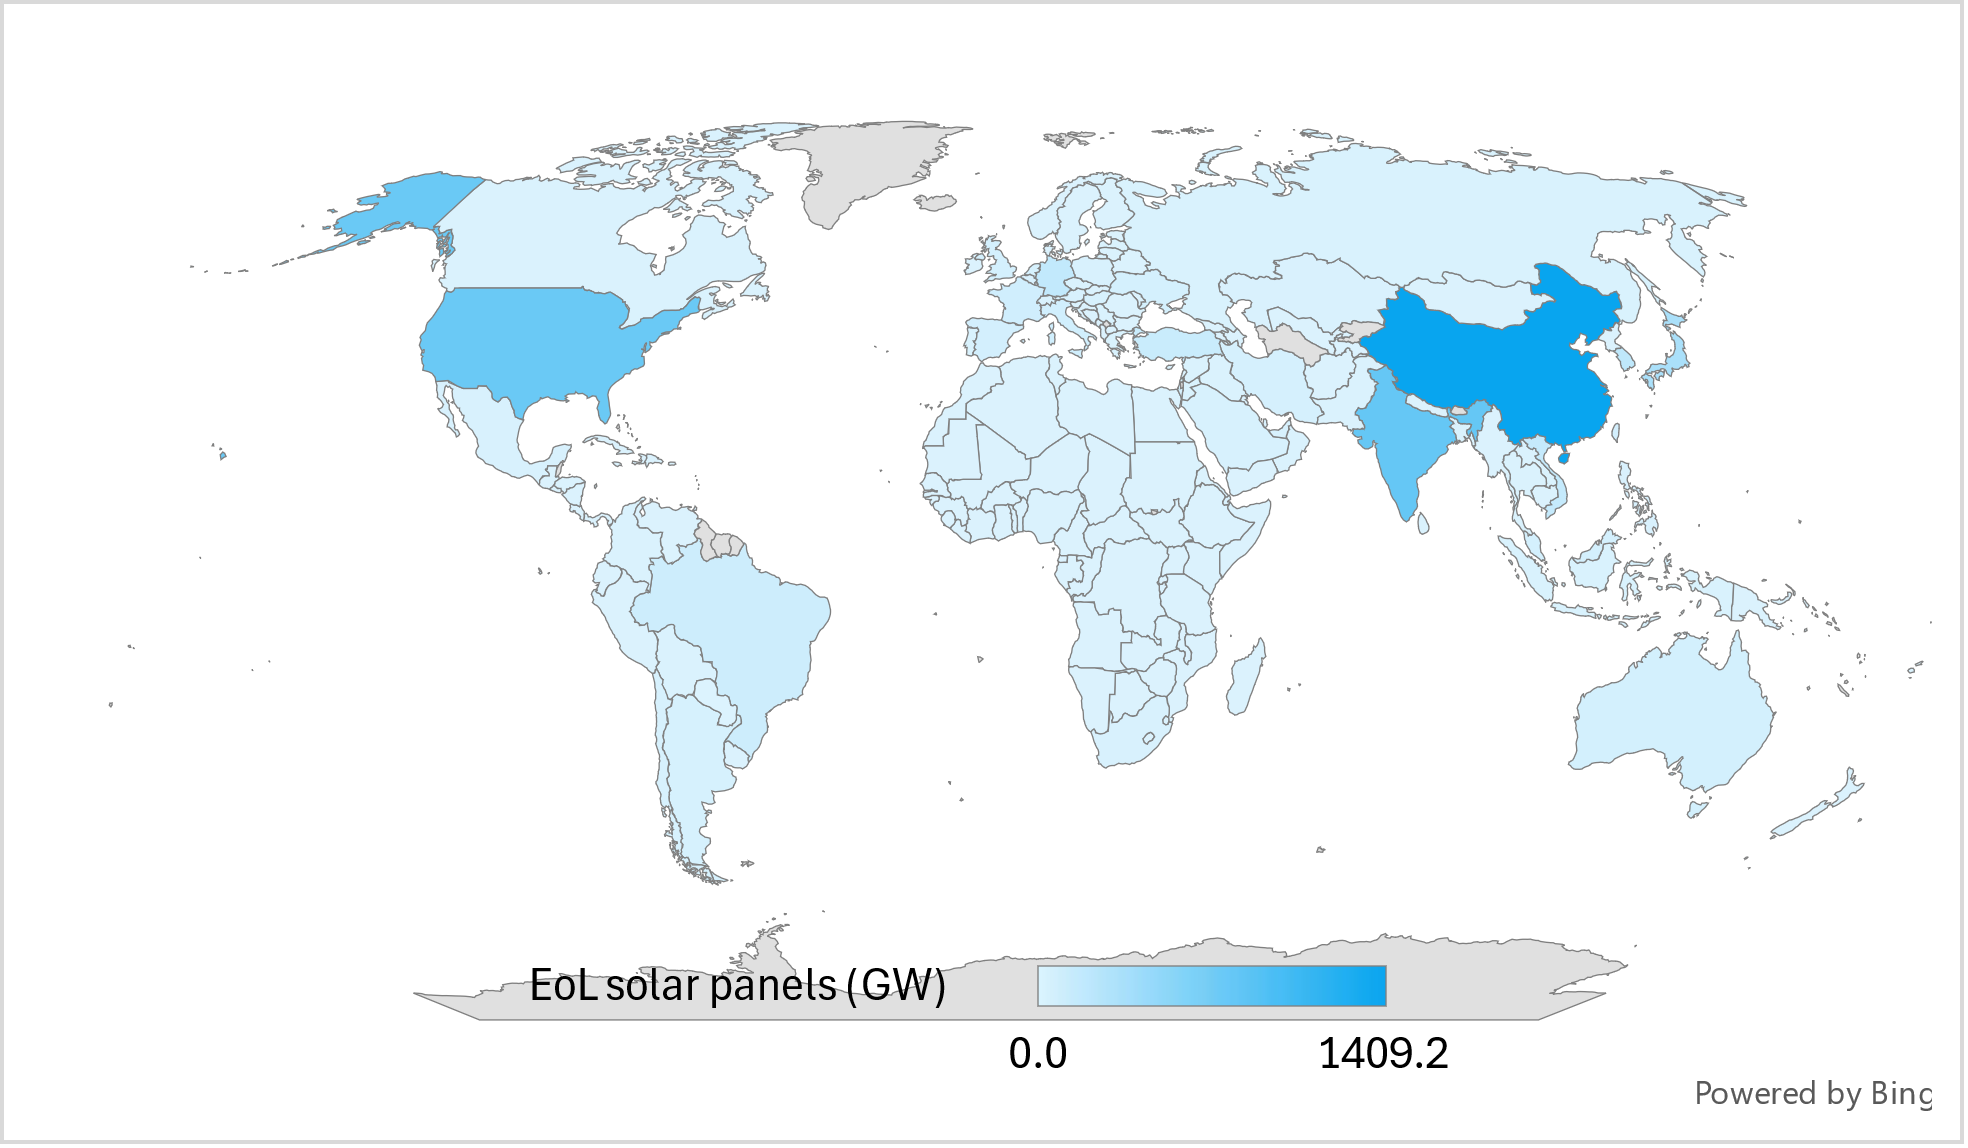 EoL solar panels (GW)
0.0 1409.2
Powered by Bing